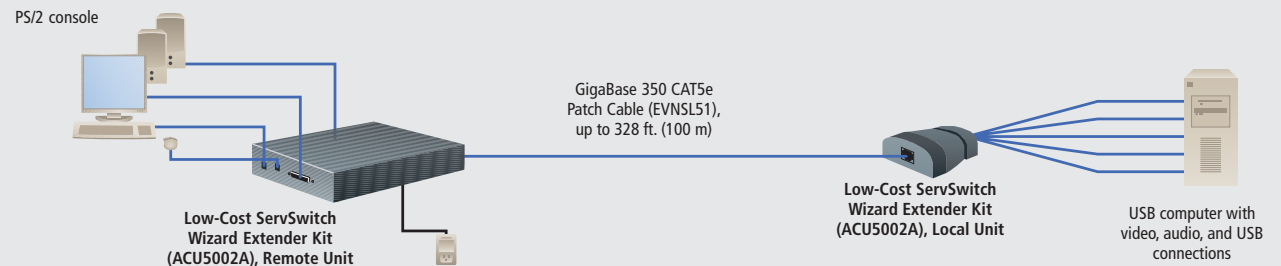 PS/2 console
GigaBase 350 CAT5e
Patch Cable (EVNSL51),
up to 328 ft. (100 m)
Low-Cost ServSwitch
Wizard Extender Kit
(ACU5002A), Remote Unit
Low-Cost ServSwitch
Wizard Extender Kit
(ACU5002A), Local Unit
USB computer with
video, audio, and USB
connections